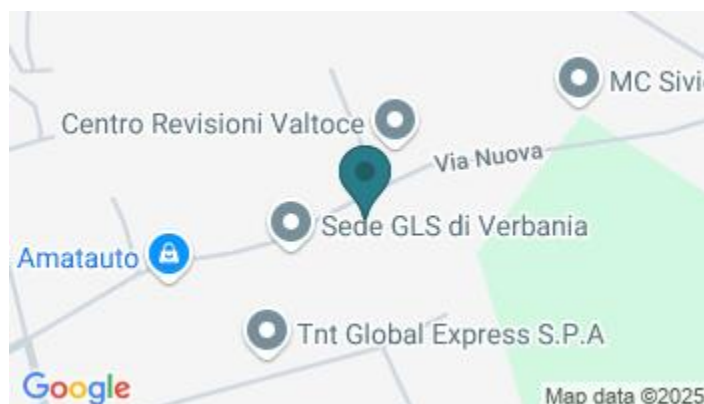 MC Sivi
Centro Revisioni Valtoce
Via Nuova
Sede GLS di Verbania
Amatauto
Tnt Global Express S.P.A
Google
Map data ©2025